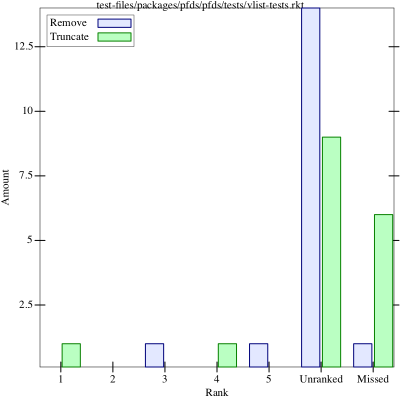 test-files/packages/pfds/pfds/tests/vlist-tests.rkt
Remove
Truncate
12.5
10
7.5
5
2.5
Amount
1 2 3 4 5 Unranked Missed
Rank